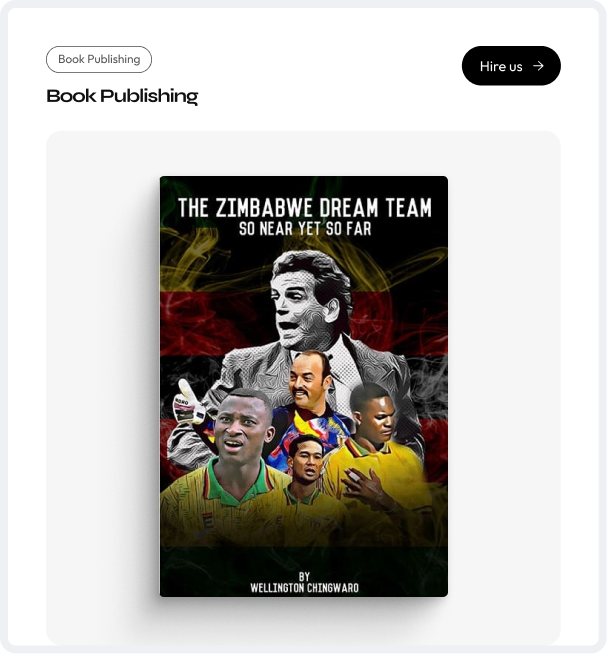 Book Publishing
Hire us
Book Publishing
THE ZIMBABWE DREAM TEAM
SO NEAR YET SO FAR
BY
WELLINGTON CHINGWARO